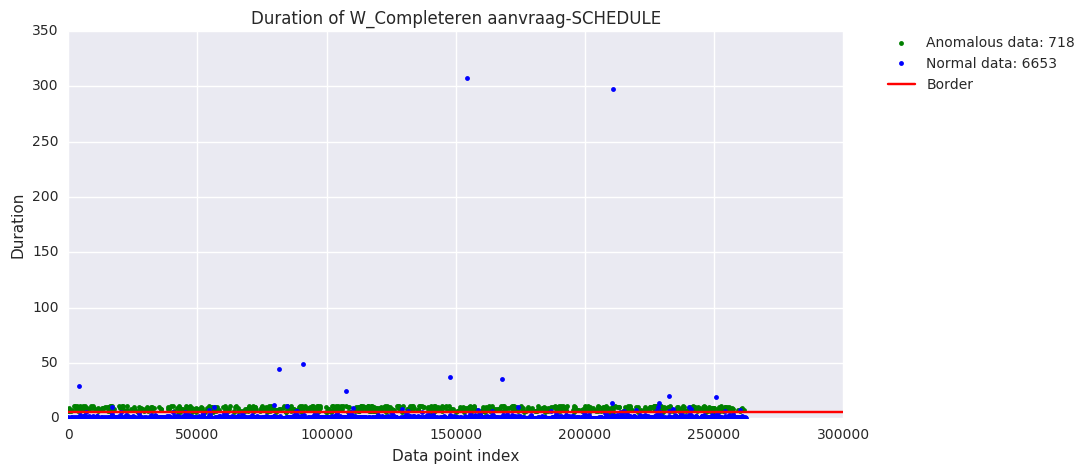 Duration of W_Completeren aanvraag-SCHEDULE
Anomalous data: 718
Normal data: 6653
Border
Duration
350
300
250
200
150
100
50
0
0
50000
100000
150000
200000
250000
300000
Data point index